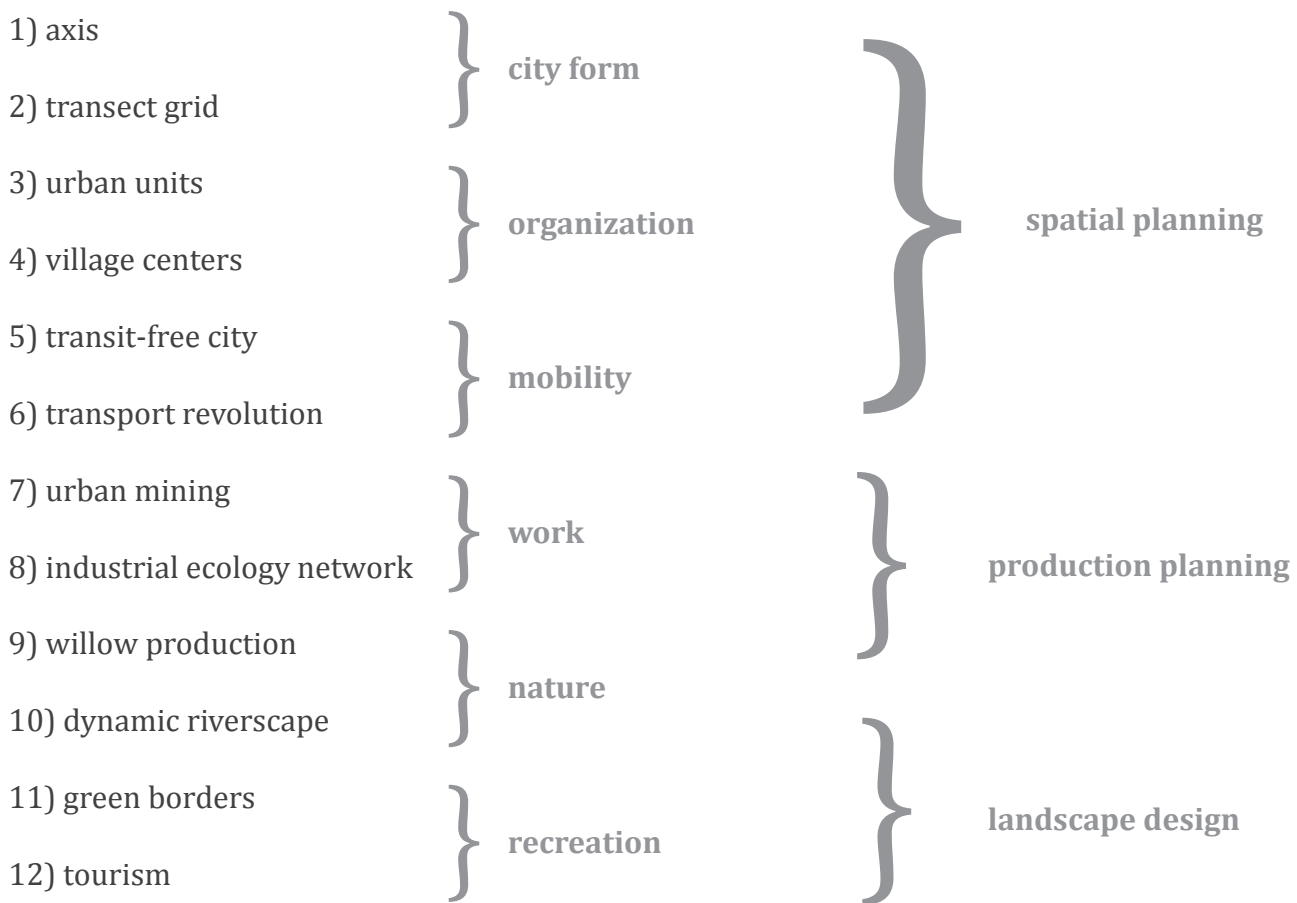 1) axis
2) transect grid
city form
3) urban units
4) village centers
organization
5) transit-free city
6) transport revolution
mobility
spatial planning
7) urban mining
8) industrial ecology network
work
9) willow production
production planning
10) dynamic riverscape
nature
11) green borders
12) tourism
recreation
landscape design